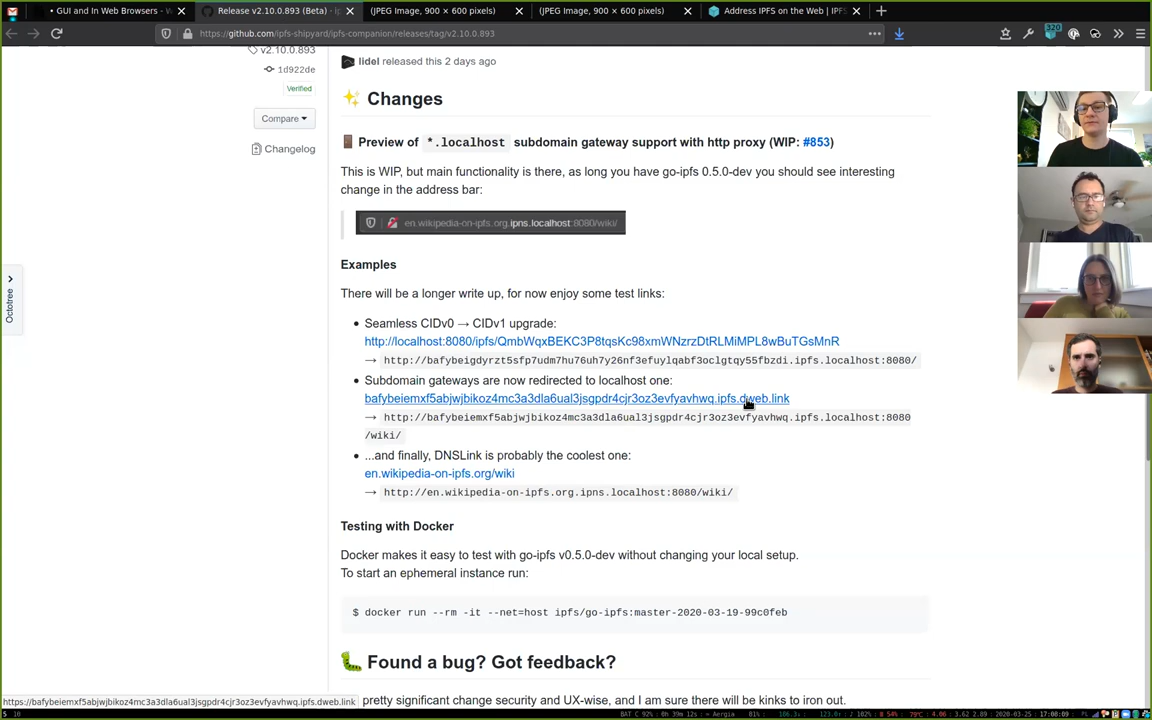 GUI and In Web Browsers - W
Release v2.10.0.893 (Beta) · ip
(JPEG Image, 900 × 600 pixels)
(JPEG Image, 900 × 600 pixels)
Address IPFS on the Web | IPFS
https://github.com/ipfs-shipyard/ipfs-companion/releases/tag/v2.10.0.893
320
v2.10.0.893
1d922de
Verified
Compare
Changelog
Octotree
lidel released this 2 days ago
✨ Changes
🚪 Preview of *.localhost subdomain gateway support with http proxy (WIP: #853)
This is WIP, but main functionality is there, as long you have go-ipfs 0.5.0-dev you should see interesting
change in the address bar:
en.wikipedia-on-ipfs.org.ipns.localhost:8080/wiki/
Examples
There will be a longer write up, for now enjoy some test links:
• Seamless CIDv0 → CIDv1 upgrade:
http://localhost:8080/ipfs/QmbWqxBEKC3P8tqsKc98xmWNzrzDtRLMiMPL8wBuTGsMnR
→ http://bafybeigdyrzt5sfp7udm7hu76uh7y26nf3efuylqabf3oclgtqy55fbzdi.ipfs.localhost:8080/
• Subdomain gateways are now redirected to localhost one:
bafybeiemxf5abjwjbikoz4mc3a3dla6ual3jsgpdr4cjr3oz3evfyavhwq.ipfs.dweb.link
→ http://bafybeiemxf5abjwjbikoz4mc3a3dla6ual3jsgpdr4cjr3oz3evfyavhwq.ipfs.localhost:8080
/wiki/
• ...and finally, DNSLink is probably the coolest one:
en.wikipedia-on-ipfs.org/wiki
→ http://en.wikipedia-on-ipfs.org.ipns.localhost:8080/wiki/
Testing with Docker
Docker makes it easy to test with go-ipfs v0.5.0-dev without changing your local setup.
To start an ephemeral instance run:
$ docker run --rm -it --net=host ipfs/go-ipfs:master-2020-03-19-99c0feb
🐛 Found a bug? Got feedback?
pretty significant change security and UX-wise, and I am sure there will be kinks to iron out.
https://bafybeiemxf5abjwjbikoz4mc3a3dla6ual3jsgpdr4cjr3oz3evfyavhwq.ipfs.dweb.link
2020-03-25